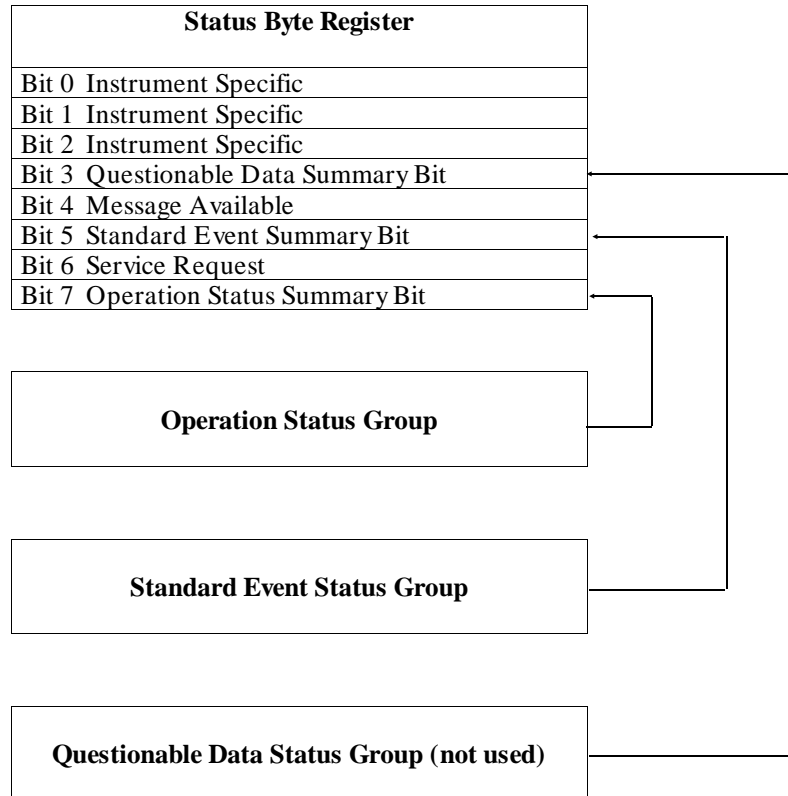 Status Byte Register
Bit 0 Instrument Specific
Bit 1 Instrument Specific
Bit 2 Instrument Specific
Bit 3 Questionable Data Summary Bit
Bit 4 Message Available
Bit 5 Standard Event Summary Bit
Bit 6 Service Request
Bit 7 Operation Status Summary Bit
Operation Status Group
Standard Event Status Group
Questionable Data Status Group (not used)